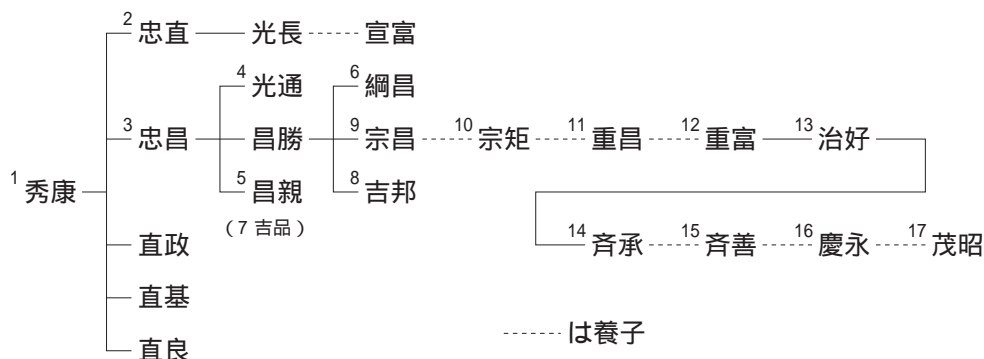 2 忠直 光長 宣富
4 光通 6 綱昌
3 忠昌 昌勝 9 宗昌 10 宗矩 11 重昌 12 重富 13 治好
1 秀康 5 昌親 8 吉邦
(7 吉品)
直政 14 斉承 15 斉善 16 慶永 17 茂昭
直基
は養子
直良